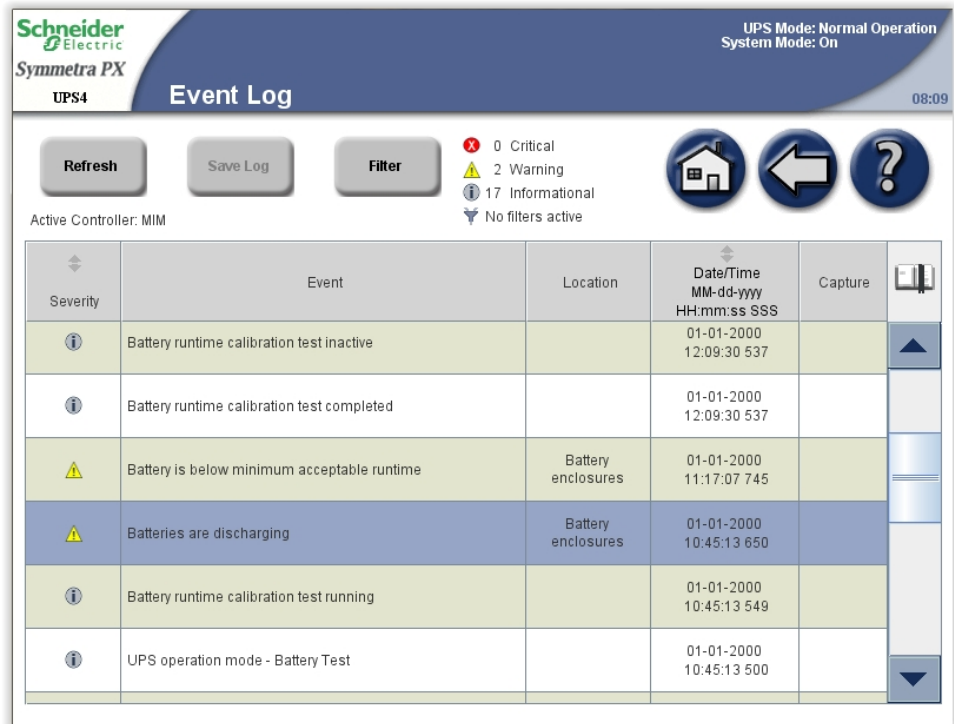 Schneider
Electric
Symmetra PX
UPS4
Event Log
UPS Mode: Normal Operation
System Mode: On
08:09
Refresh
Save Log
Filter
X 0 Critical
! 2 Warning
i 17 Informational
No filters active
?
Active Controller: MIM
Severity
Event
Location
Date/Time
MM-dd-yyyy
HH:mm:ss SSS
Capture
i
Battery runtime calibration test inactive
01-01-2000
12:09:30 537
i
Battery runtime calibration test completed
01-01-2000
12:09:30 537
!
Battery is below minimum acceptable runtime
Battery
enclosures
01-01-2000
11:17:07 745
!
Batteries are discharging
Battery
enclosures
01-01-2000
10:45:13 650
i
Battery runtime calibration test running
01-01-2000
10:45:13 549
i
UPS operation mode - Battery Test
01-01-2000
10:45:13 500